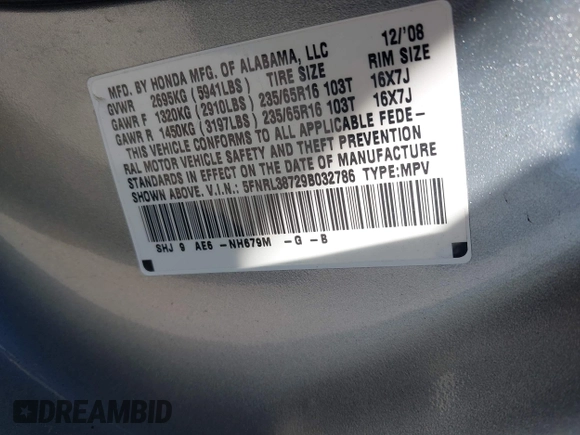 MFD. BY HONDA MFG. OF ALABAMA, LLC 12/'08
GVWR 2695KG (5941LBS) TIRE SIZE RIM SIZE
GAWR F 1320KG (2910LBS) 235/65R16 103T 16X7J
GAWR R 1450KG (3197LBS) 235/65R16 103T 16X7J
THIS VEHICLE CONFORMS TO ALL APPLICABLE FEDE-
RAL MOTOR VEHICLE SAFETY AND THEFT PREVENTION
STANDARDS IN EFFECT ON THE DATE OF MANUFACTURE
SHOWN ABOVE. V.I.N.: 5FNRL38729B032786 TYPE:MPV
SHJ 9 AE6 -NH679M -G -B
DREAMBID